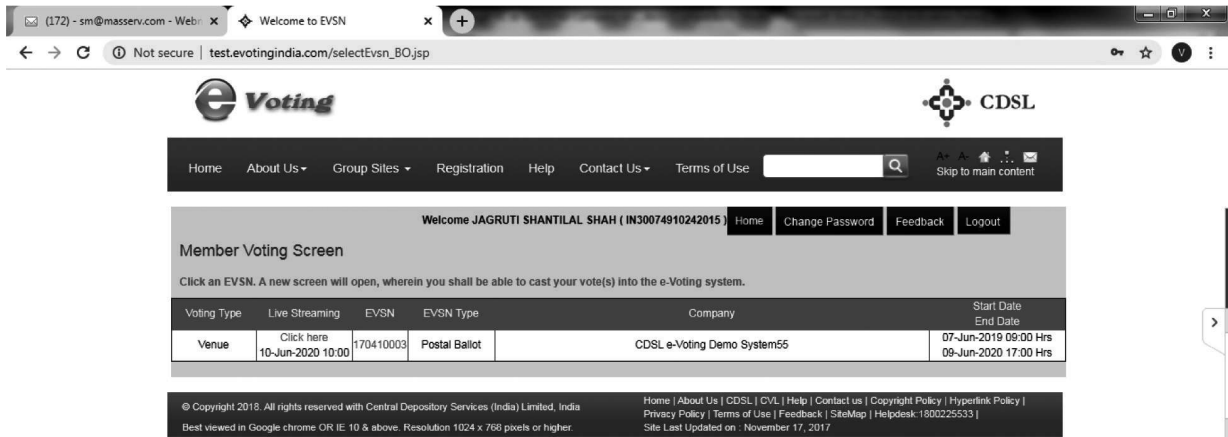 (172) - sm@masserv.com - Webm
Welcome to EVSN
Not secure | test.evotingindia.com/selectEvsn_BO.jsp
V
e Voting
CDSL
Home About Us Group Sites Registration Help Contact Us Terms of Use
A+ A-
Skip to main content
Welcome JAGRUTI SHANTILAL SHAH ( IN30074910242015 ) Home Change Password Feedback Logout
Member Voting Screen
Click an EVSN. A new screen will open, wherein you shall be able to cast your vote(s) into the e-Voting system.
Voting Type Live Streaming EVSN EVSN Type Company Start Date
End Date
Venue Click here 170410003 Postal Ballot CDSL e-Voting Demo System55 07-Jun-2019 09:00 Hrs
10-Jun-2020 10:00 09-Jun-2020 17:00 Hrs
© Copyright 2018. All rights reserved with Central Depository Services (India) Limited, India
Best viewed in Google chrome OR IE 10 & above. Resolution 1024 x 768 pixels or higher.
Home | About Us | CDSL | CVL | Help | Contact us | Copyright Policy | Hyperlink Policy |
Privacy Policy | Terms of Use | Feedback | SiteMap | Helpdesk:1800225533 |
Site Last Updated on : November 17, 2017